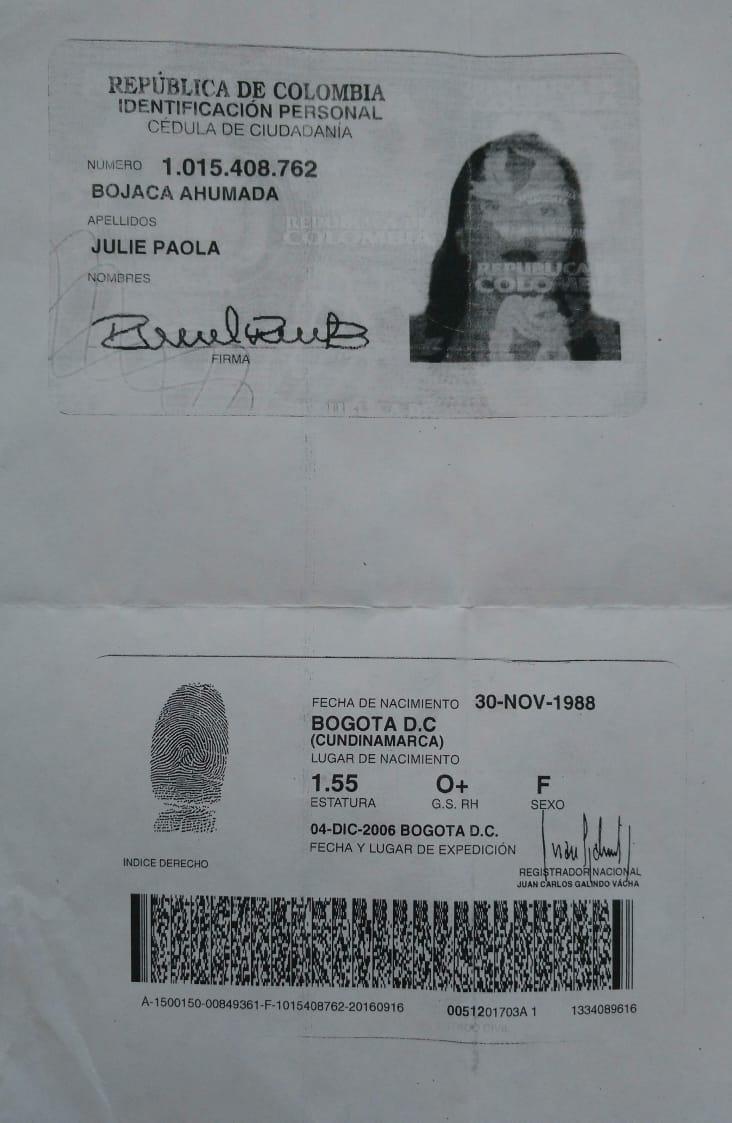 REPÚBLICA DE COLOMBIA
IDENTIFICACIÓN PERSONAL
CÉDULA DE CIUDADANÍA
NUMERO 1.015.408.762
BOJACA AHUMADA
APELLIDOS
JULIE PAOLA
NOMBRES
FIRMA
REPUBLICA DE
COLOMBIA
REPUBLICA
COLOMBIA
FECHA DE NACIMIENTO 30-NOV-1988
BOGOTA D.C
(CUNDINAMARCA)
LUGAR DE NACIMIENTO
1.55 O+ F
ESTATURA G.S. RH SEXO
04-DIC-2006 BOGOTA D.C.
FECHA Y LUGAR DE EXPEDICIÓN
INDICE DERECHO
REGISTRADOR NACIONAL
JUAN CARLOS GALINDO VÁCHA
A-1500150-00849361-F-1015408762-20160916 0051201703A 1 1334089616